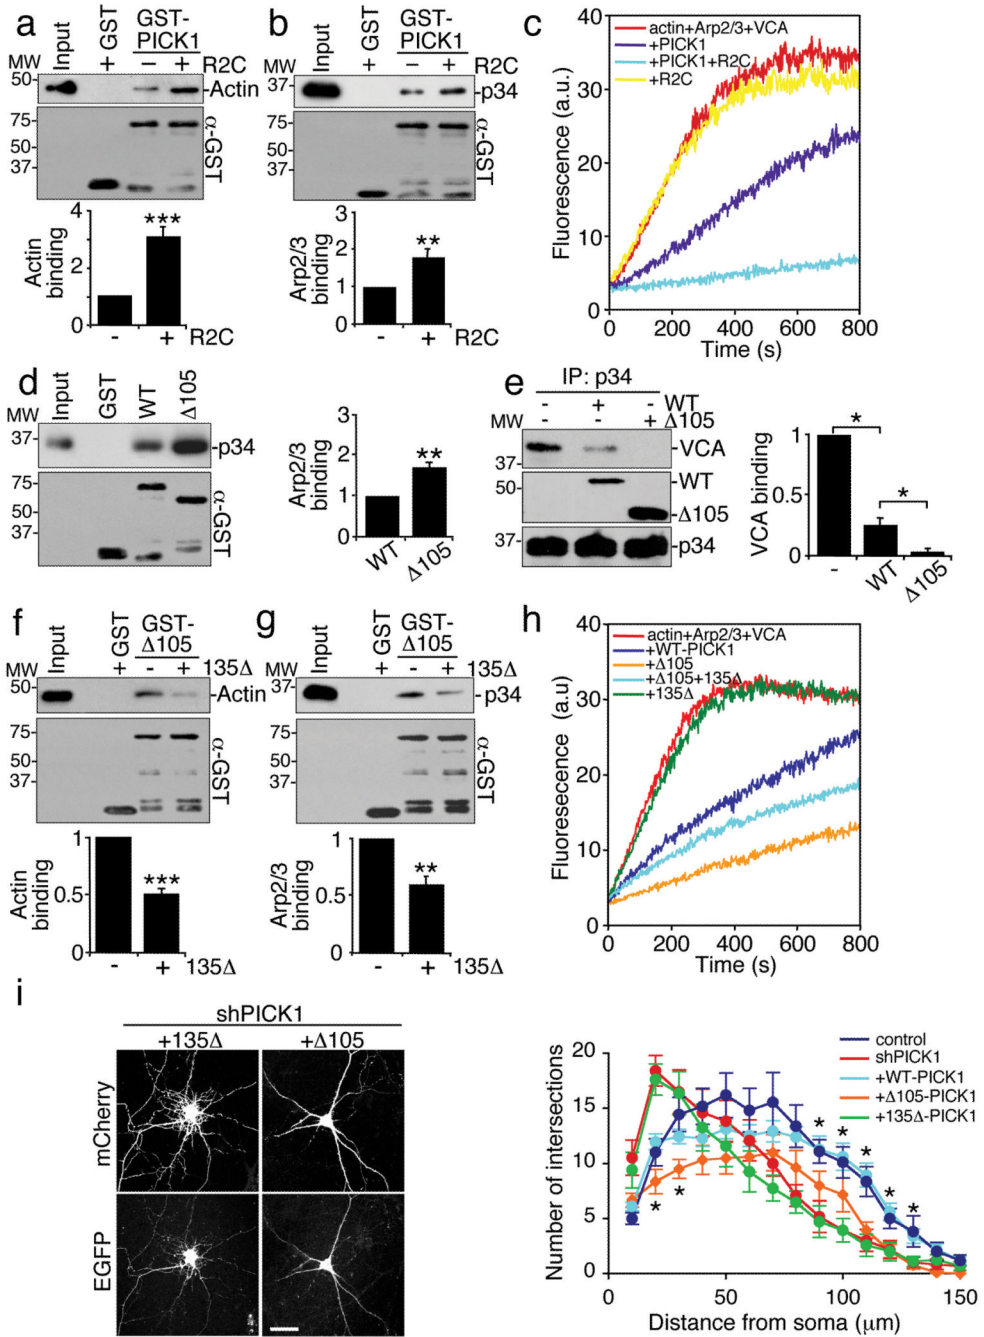 a
Input
GST
GST-
PICK1
MW
+ − +
R2C
50-
37-
-Actin
75-
50-
37-
α-GST
4
2
0
Actin
binding
***
- +
R2C
b
Input
GST
GST-
PICK1
MW
+ − +
R2C
37-
-p34
75-
50-
37-
α-GST
3
2
1
0
Arp2/3
binding
**
- +
R2C
c
actin+Arp2/3+VCA
+PICK1
+PICK1+R2C
+R2C
40
30
20
10
0
Fluorescence (a.u.)
0 200 400 600 800
Time (s)
d
Input
GST
WT
Δ105
MW
37-
-p34
75-
50-
37-
α-GST
3
2
1
0
Arp2/3
binding
**
WT
Δ105
e
IP: p34
- + - WT
MW - - + Δ105
37-
-VCA
50-
-WT
-Δ105
37-
-p34
1
0.5
0
VCA binding
*
*
-
WT
Δ105
f
Input
GST
GST-
Δ105
MW
+ - + 135Δ
50-
-Actin
75-
50-
37-
α-GST
1
0.5
0
Actin
binding
***
- +
135Δ
g
Input
GST
GST-
Δ105
MW
+ - + 135Δ
37-
-p34
75-
50-
37-
α-GST
1
0.5
0
Arp2/3
binding
**
- +
135Δ
h
actin+Arp2/3+VCA
+WT-PICK1
+Δ105
+Δ105+135Δ
+135Δ
40
30
20
10
0
Fluoresecence (a.u)
0 200 400 600 800
Time (s)
i
shPICK1
+135Δ
+Δ105
mCherry
EGFP
control
shPICK1
+WT-PICK1
+Δ105-PICK1
+135Δ-PICK1
20
15
10
5
0
Number of intersections
* * * * * * *
0 50 100 150
Distance from soma (μm)